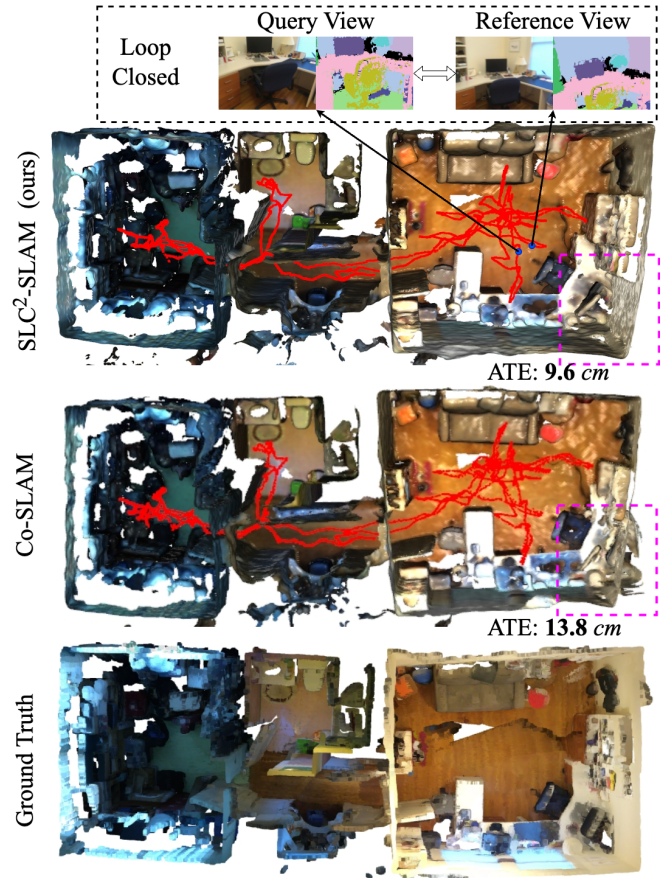 Query View
Reference View
Loop
Closed
SLC²-SLAM (ours)
ATE: 9.6 cm
Co-SLAM
ATE: 13.8 cm
Ground Truth